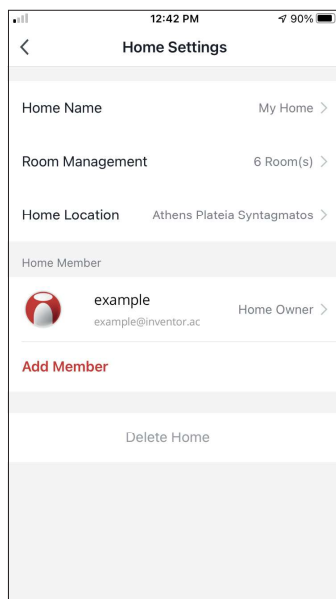 12:42 PM 90%
Home Settings
Home Name My Home
Room Management 6 Room(s)
Home Location Athens Plateia Syntagmatos
Home Member
example
example@inventor.ac
Home Owner
Add Member
Delete Home